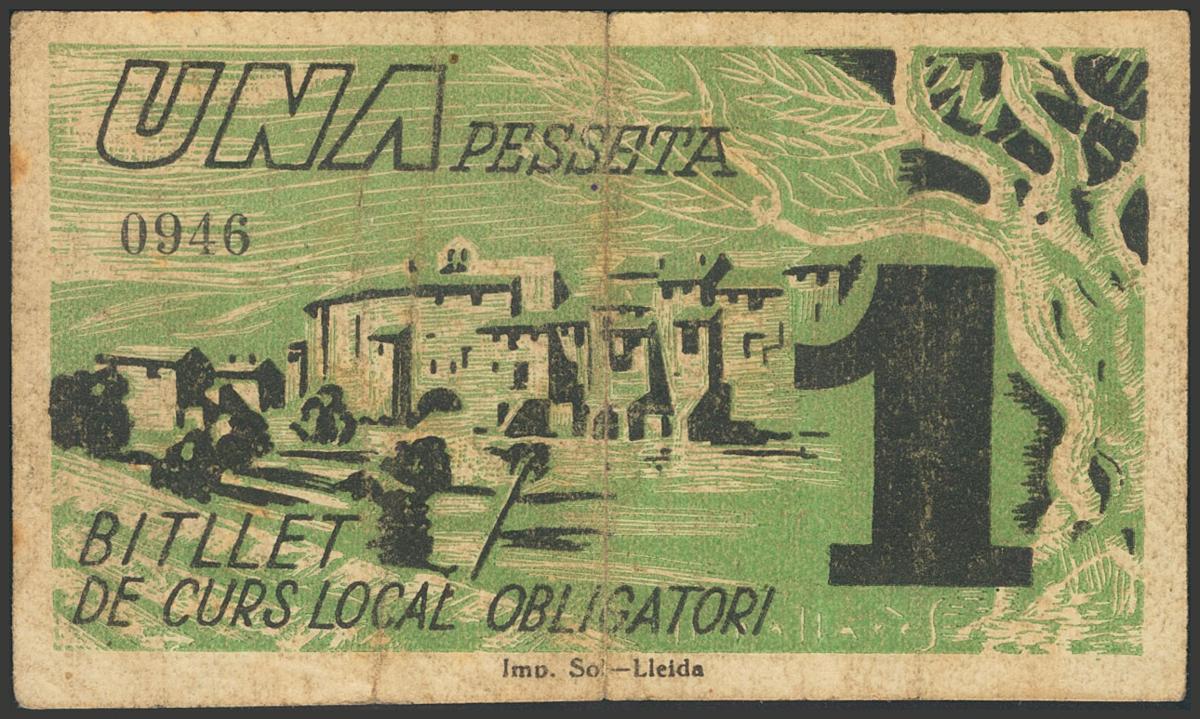 UNA PESSETA
0946
1
BITLLET
DE CURS LOCAL OBLIGATORI
Imp. Sol—Lleida